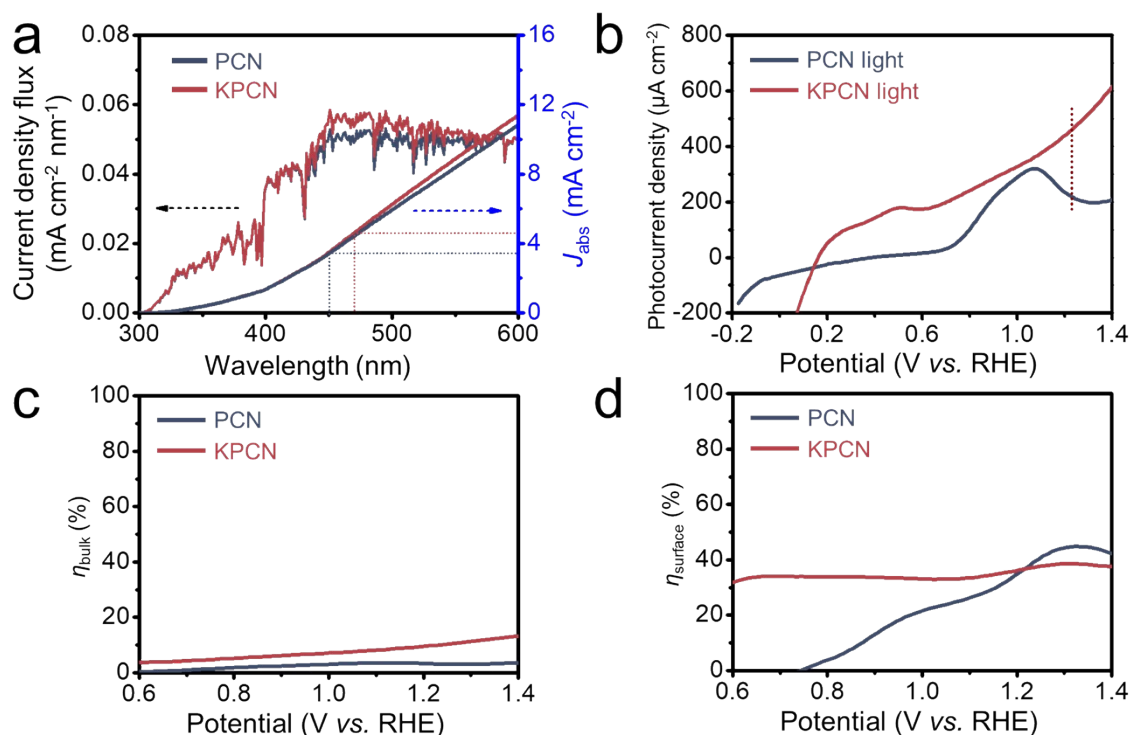 a
Current density flux
(mA cm⁻² nm⁻¹)
0.08
0.06
0.04
0.02
0.00
PCN
KPCN
16
12
8
4
0
J_abs (mA cm⁻²)
300 400 500 600
Wavelength (nm)
b
Photocurrent density (µA cm⁻²)
800
600
400
200
0
-200
PCN light
KPCN light
-0.2 0.2 0.6 1.0 1.4
Potential (V vs. RHE)
c
η_bulk (%)
100
80
60
40
20
0
PCN
KPCN
0.6 0.8 1.0 1.2 1.4
Potential (V vs. RHE)
d
η_surface (%)
100
80
60
40
20
0
PCN
KPCN
0.6 0.8 1.0 1.2 1.4
Potential (V vs. RHE)